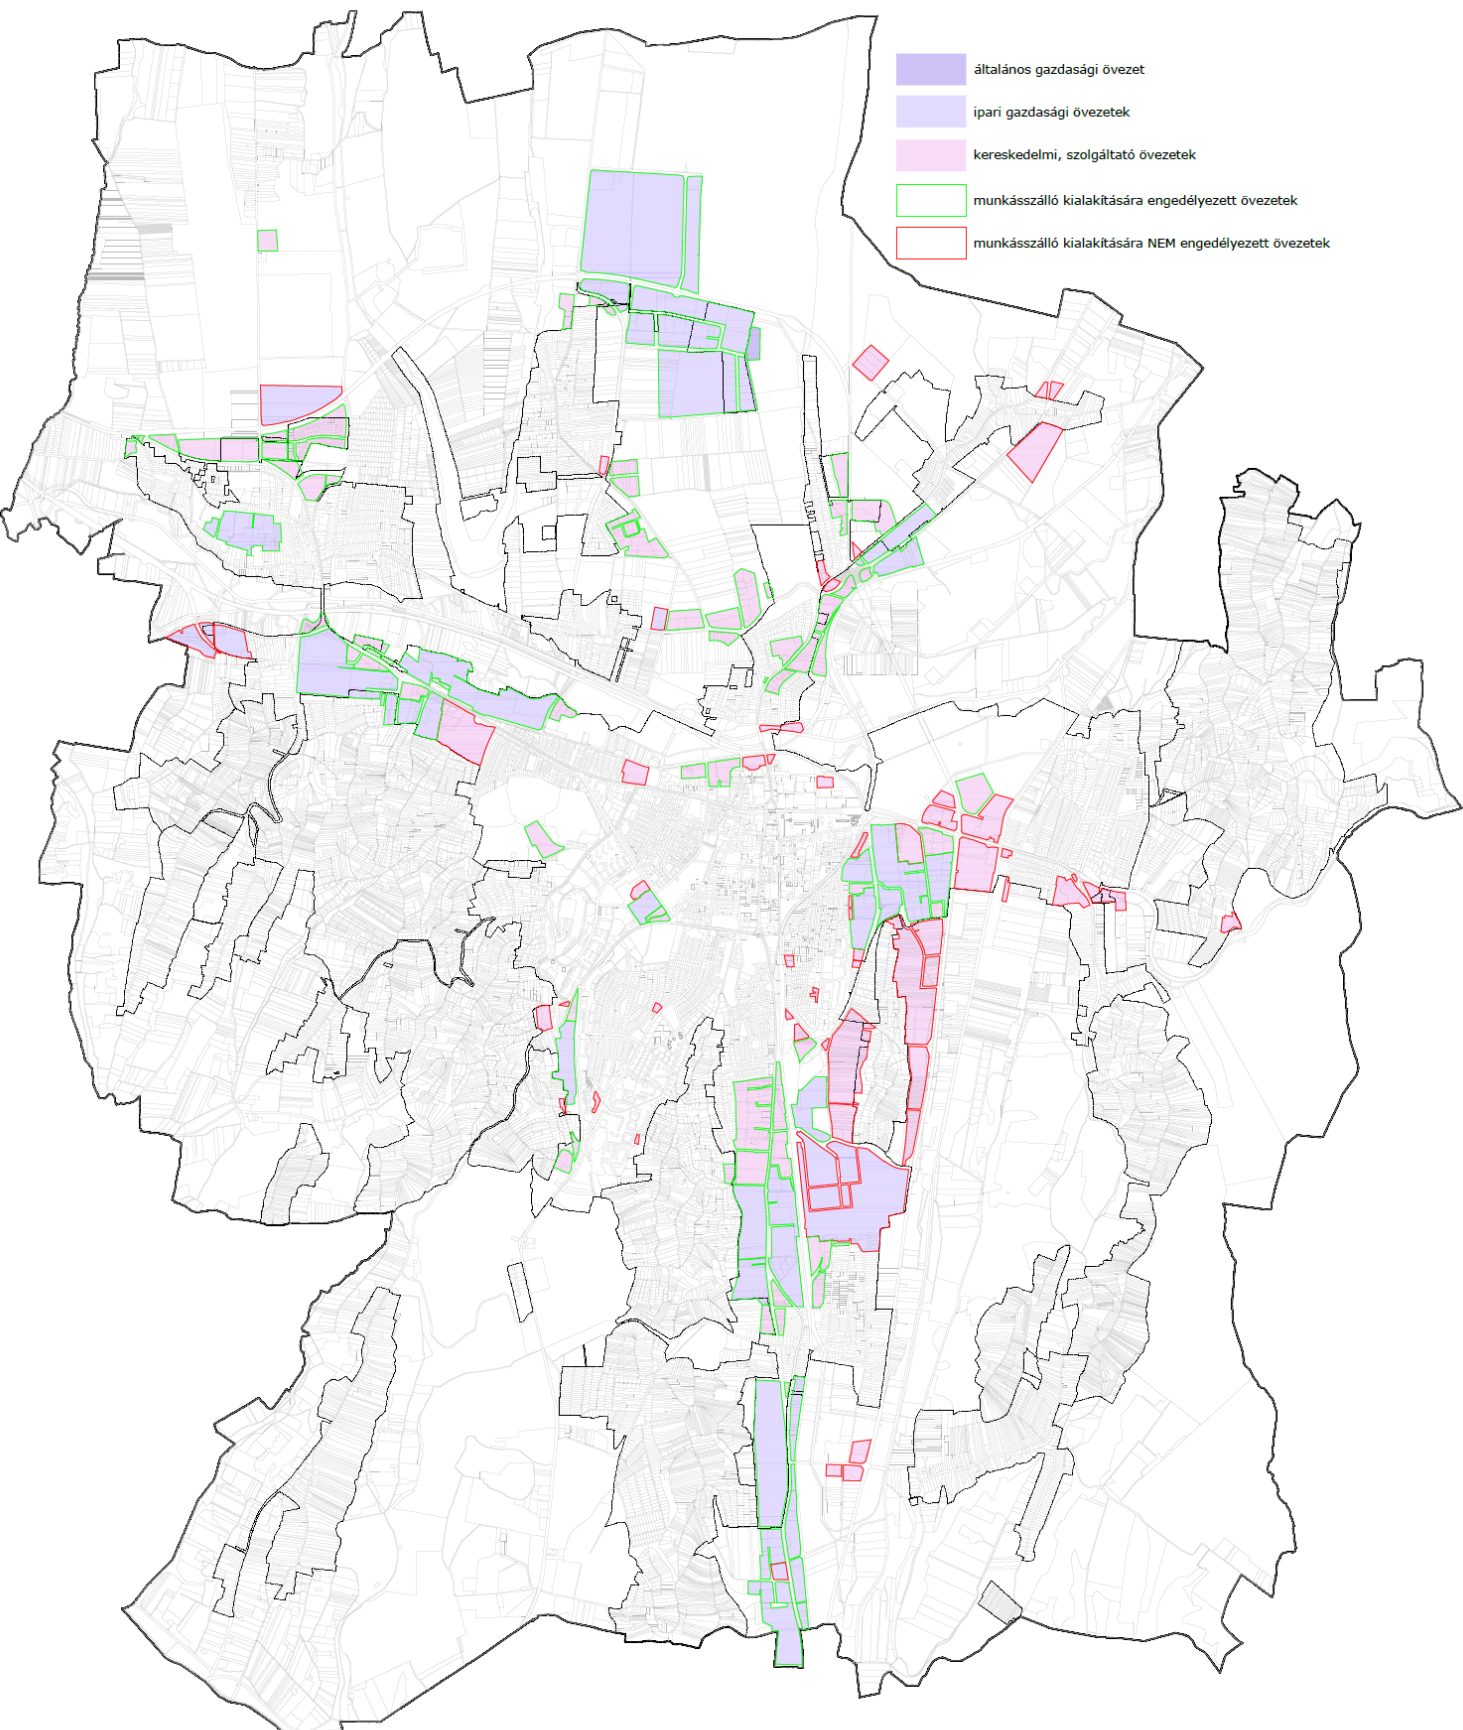 általános gazdasági övezet
ipari gazdasági övezetek
kereskedelmi, szolgáltató övezetek
munkásszálló kialakítására engedélyezett övezetek
munkásszálló kialakítására NEM engedélyezett övezetek